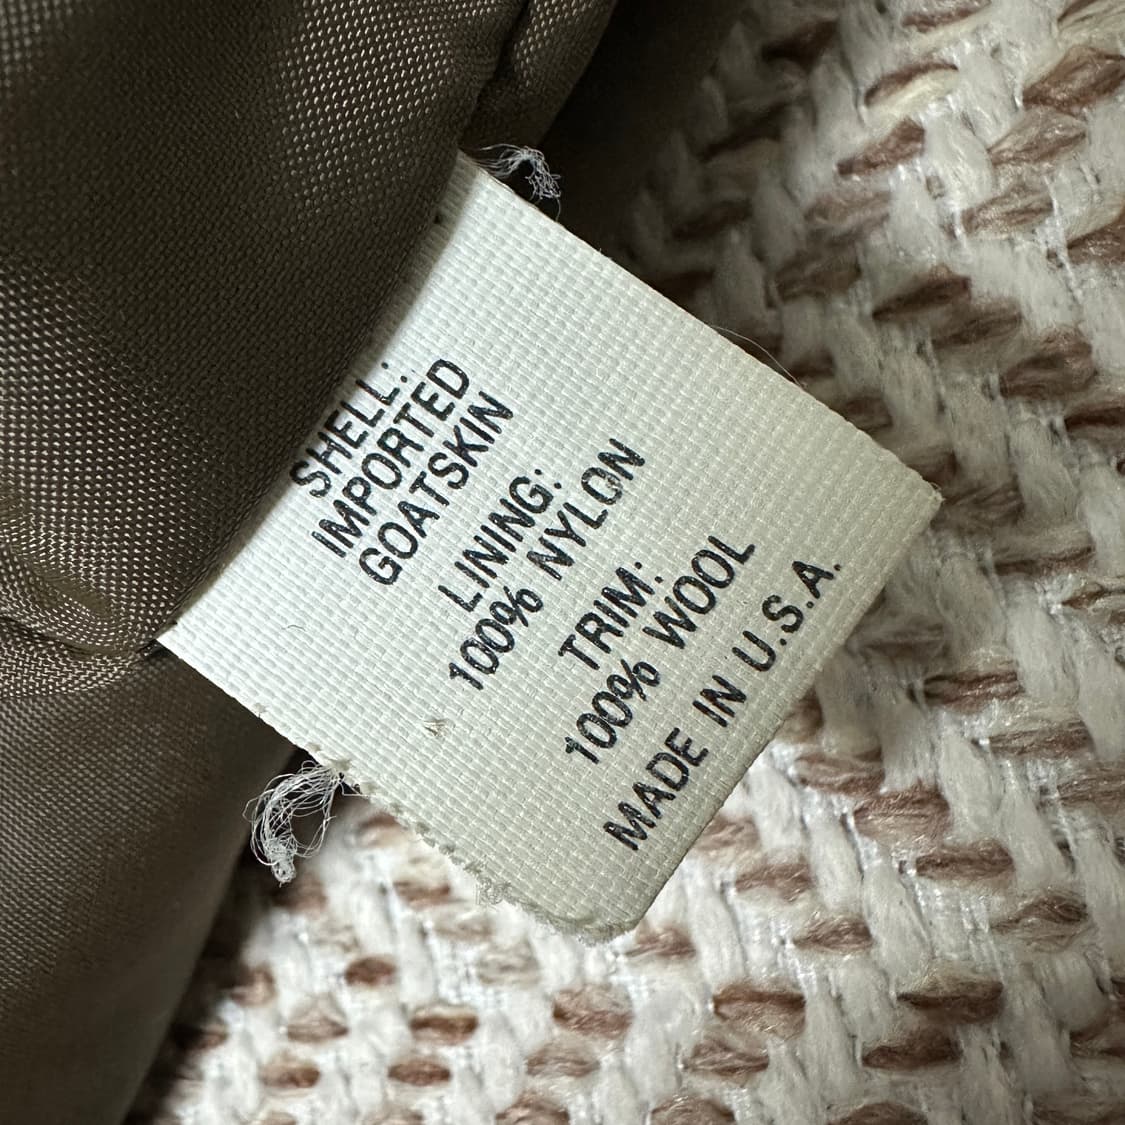 SHELL:
IMPORTED
GOATSKIN
LINING:
100% NYLON
TRIM:
100% WOOL
MADE IN U.S.A.